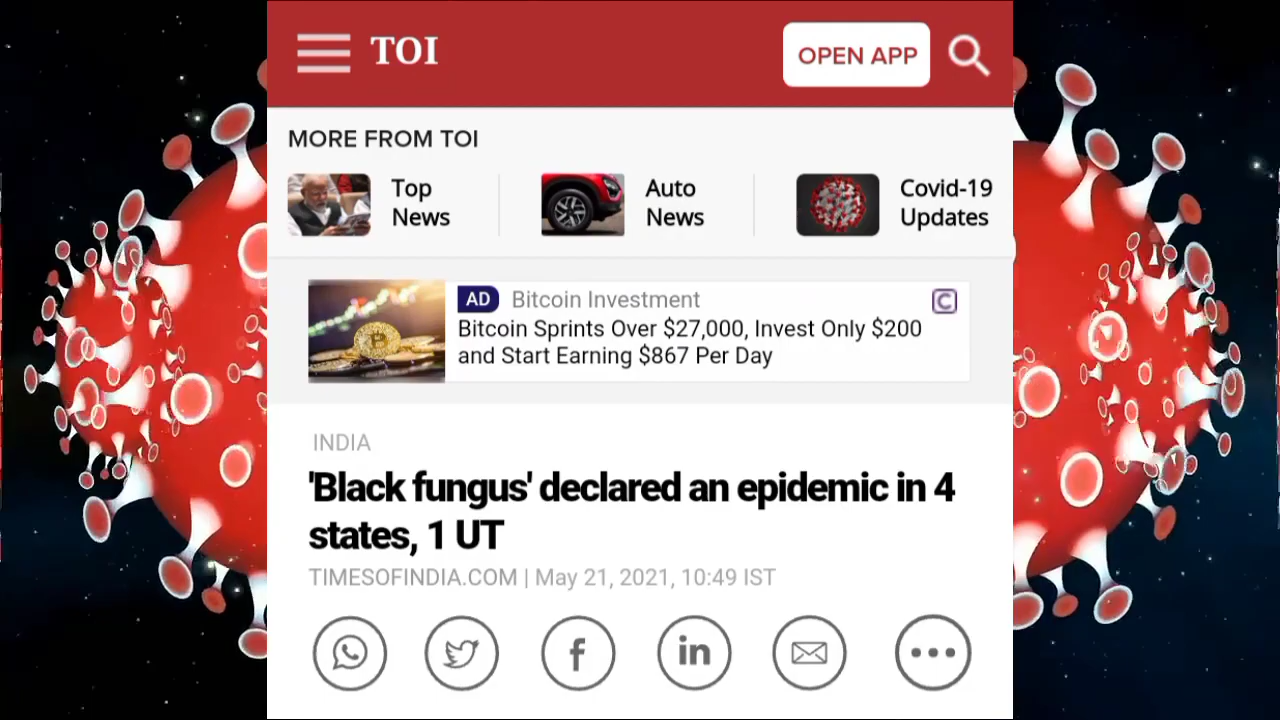 TOI
OPEN APP
MORE FROM TOI
Top
News
Auto
News
Covid-19
Updates
AD Bitcoin Investment
Bitcoin Sprints Over $27,000, Invest Only $200
and Start Earning $867 Per Day
INDIA
'Black fungus' declared an epidemic in 4
states, 1 UT
TIMESOFINDIA.COM | May 21, 2021, 10:49 IST